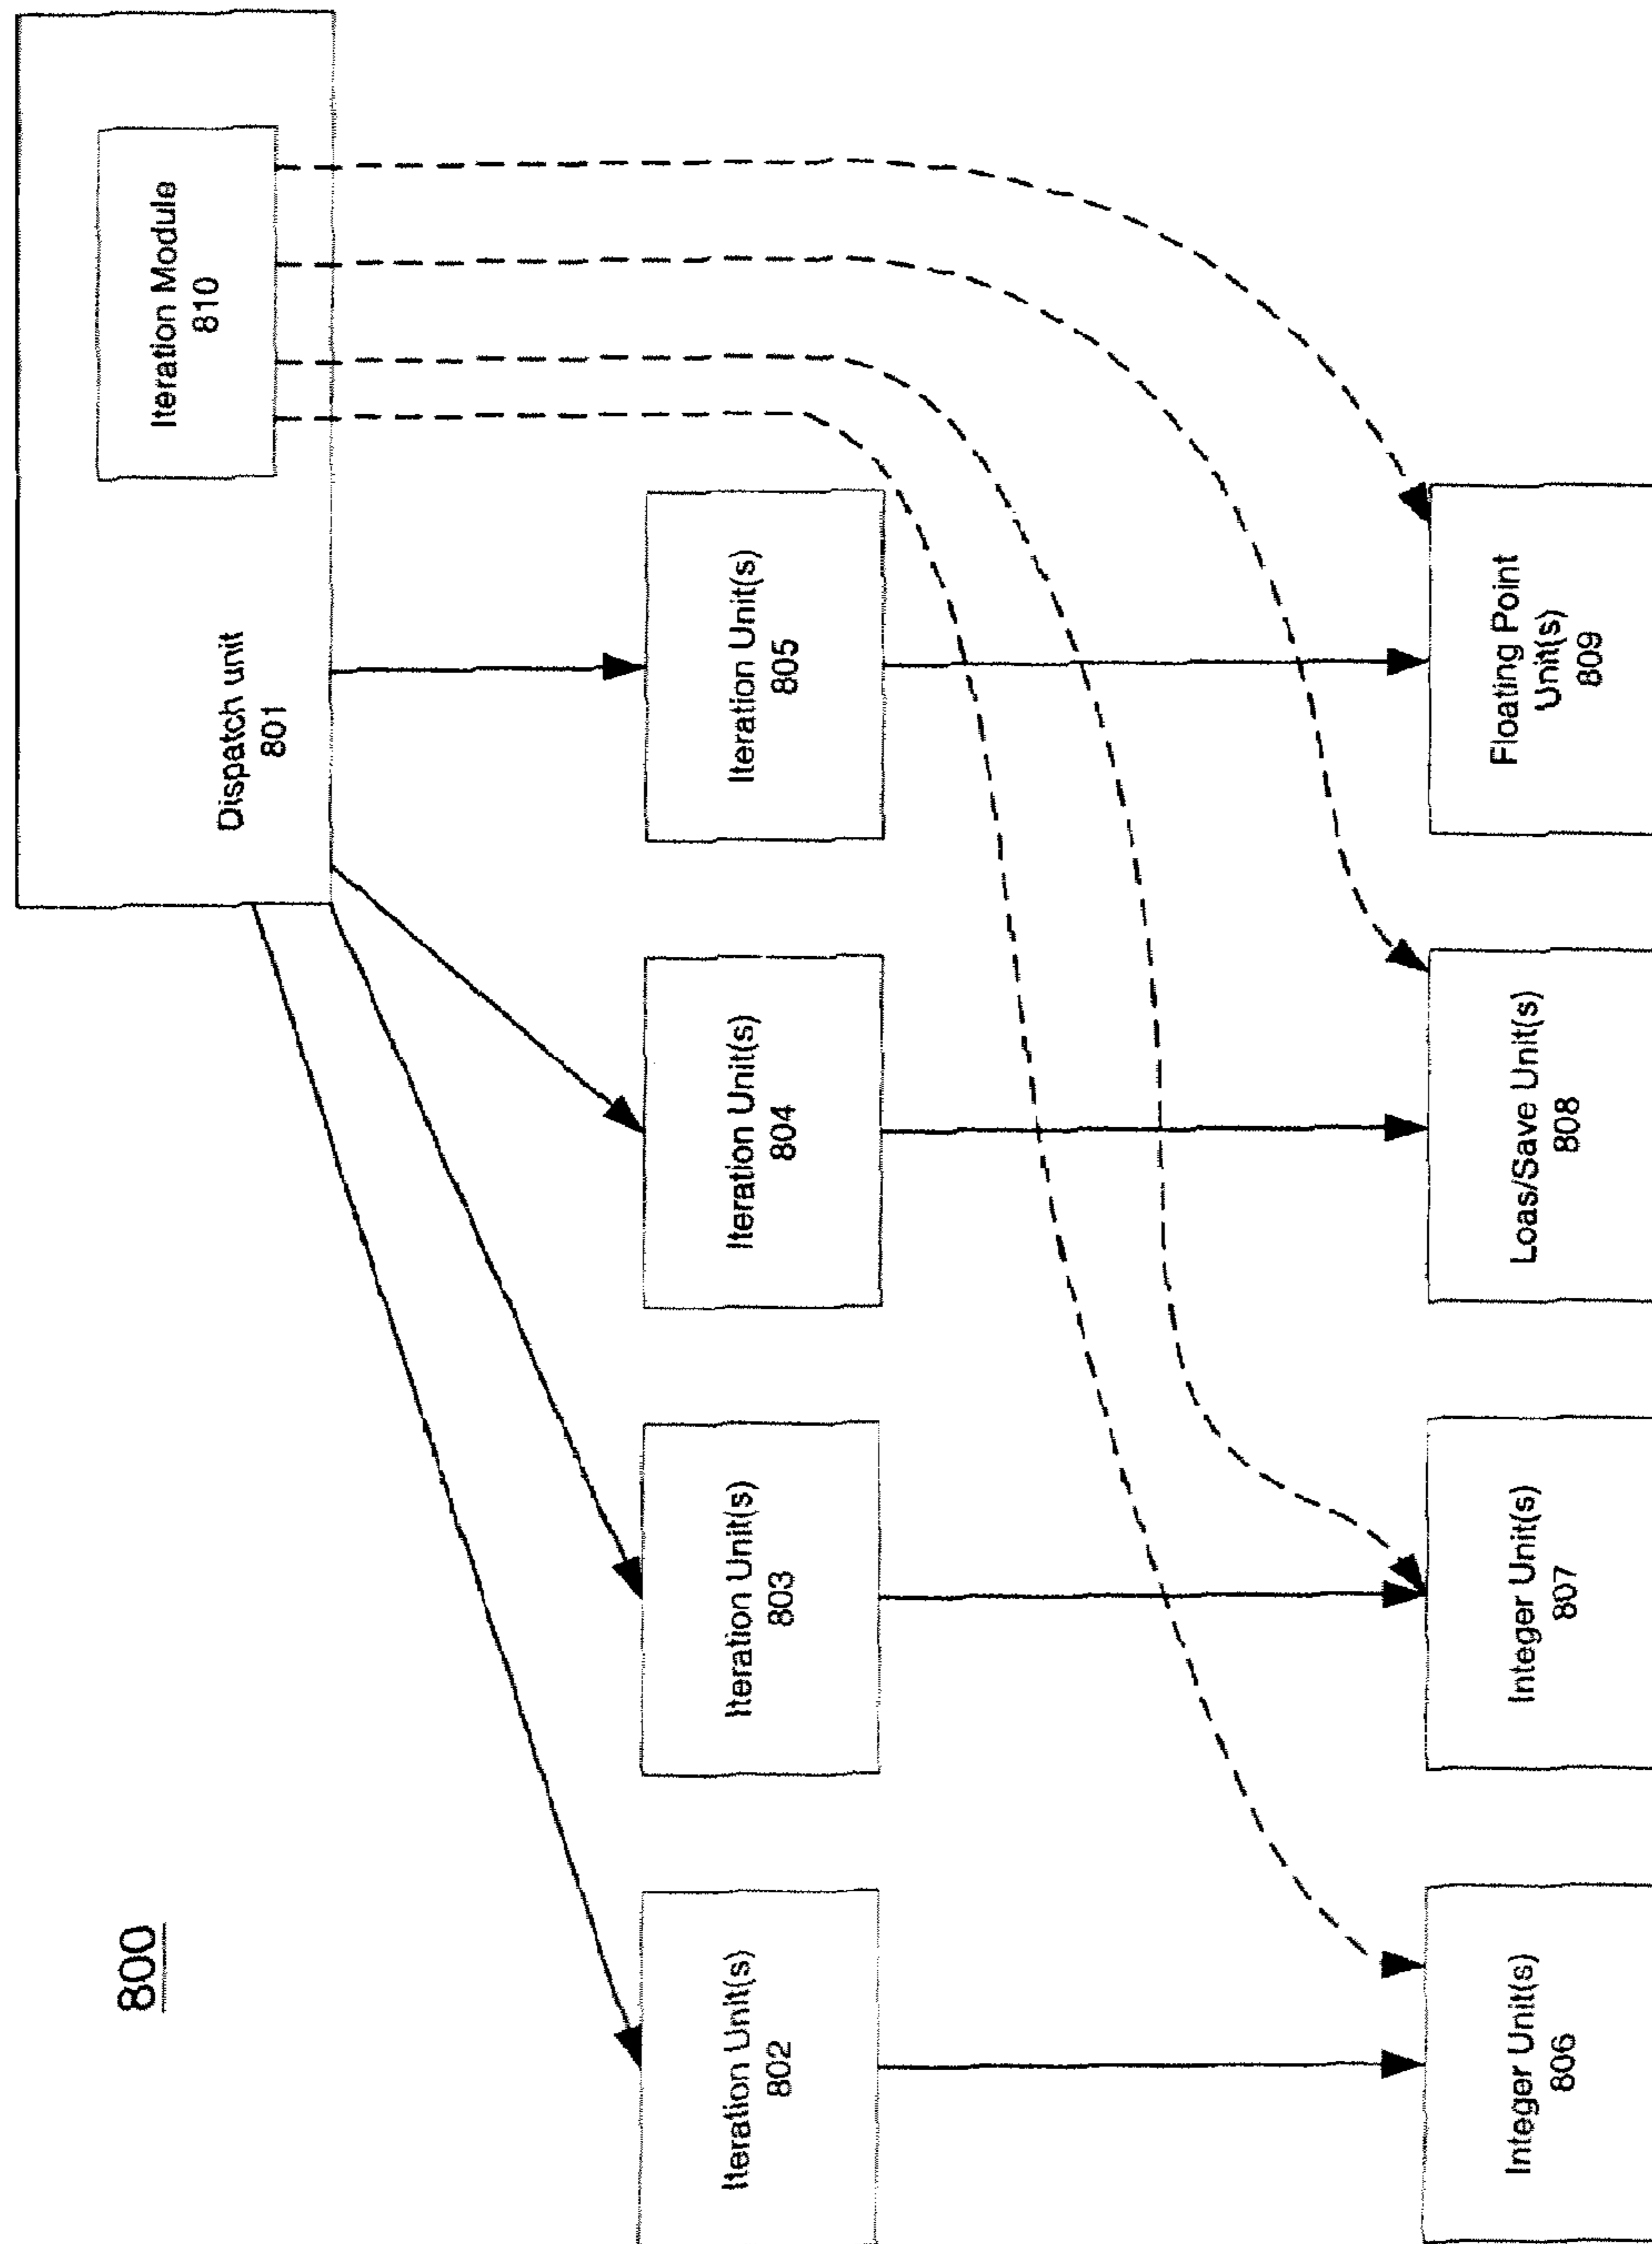 800
Iteration Module
810
Dispatch unit
801
Iteration Unit(s)
802
Iteration Unit(s)
803
Iteration Unit(s)
804
Iteration Unit(s)
805
Integer Unit(s)
806
Integer Unit(s)
807
Loas/Save Unit(s)
808
Floating Point
Unit(s)
809